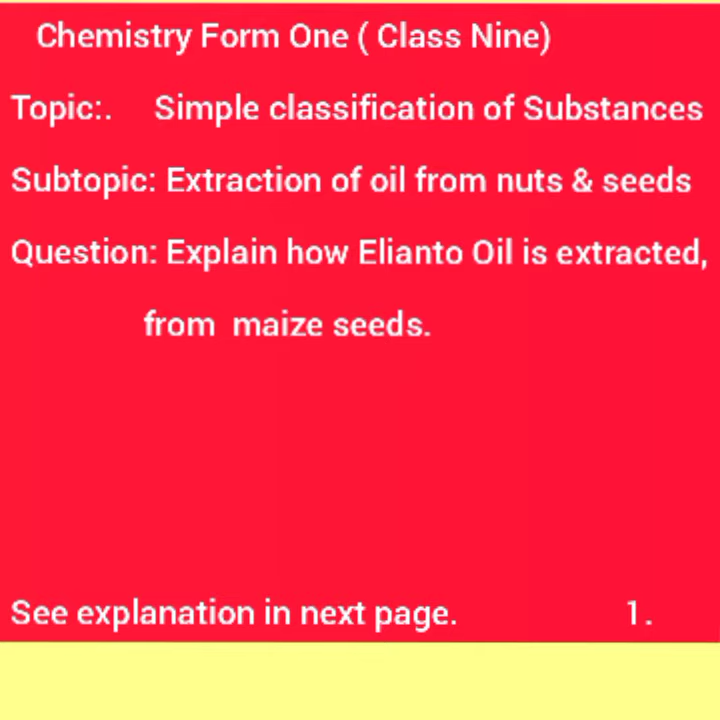 Chemistry Form One ( Class Nine)
Topic:. Simple classification of Substances
Subtopic: Extraction of oil from nuts & seeds
Question: Explain how Elianto Oil is extracted,
from maize seeds.
See explanation in next page. 1.